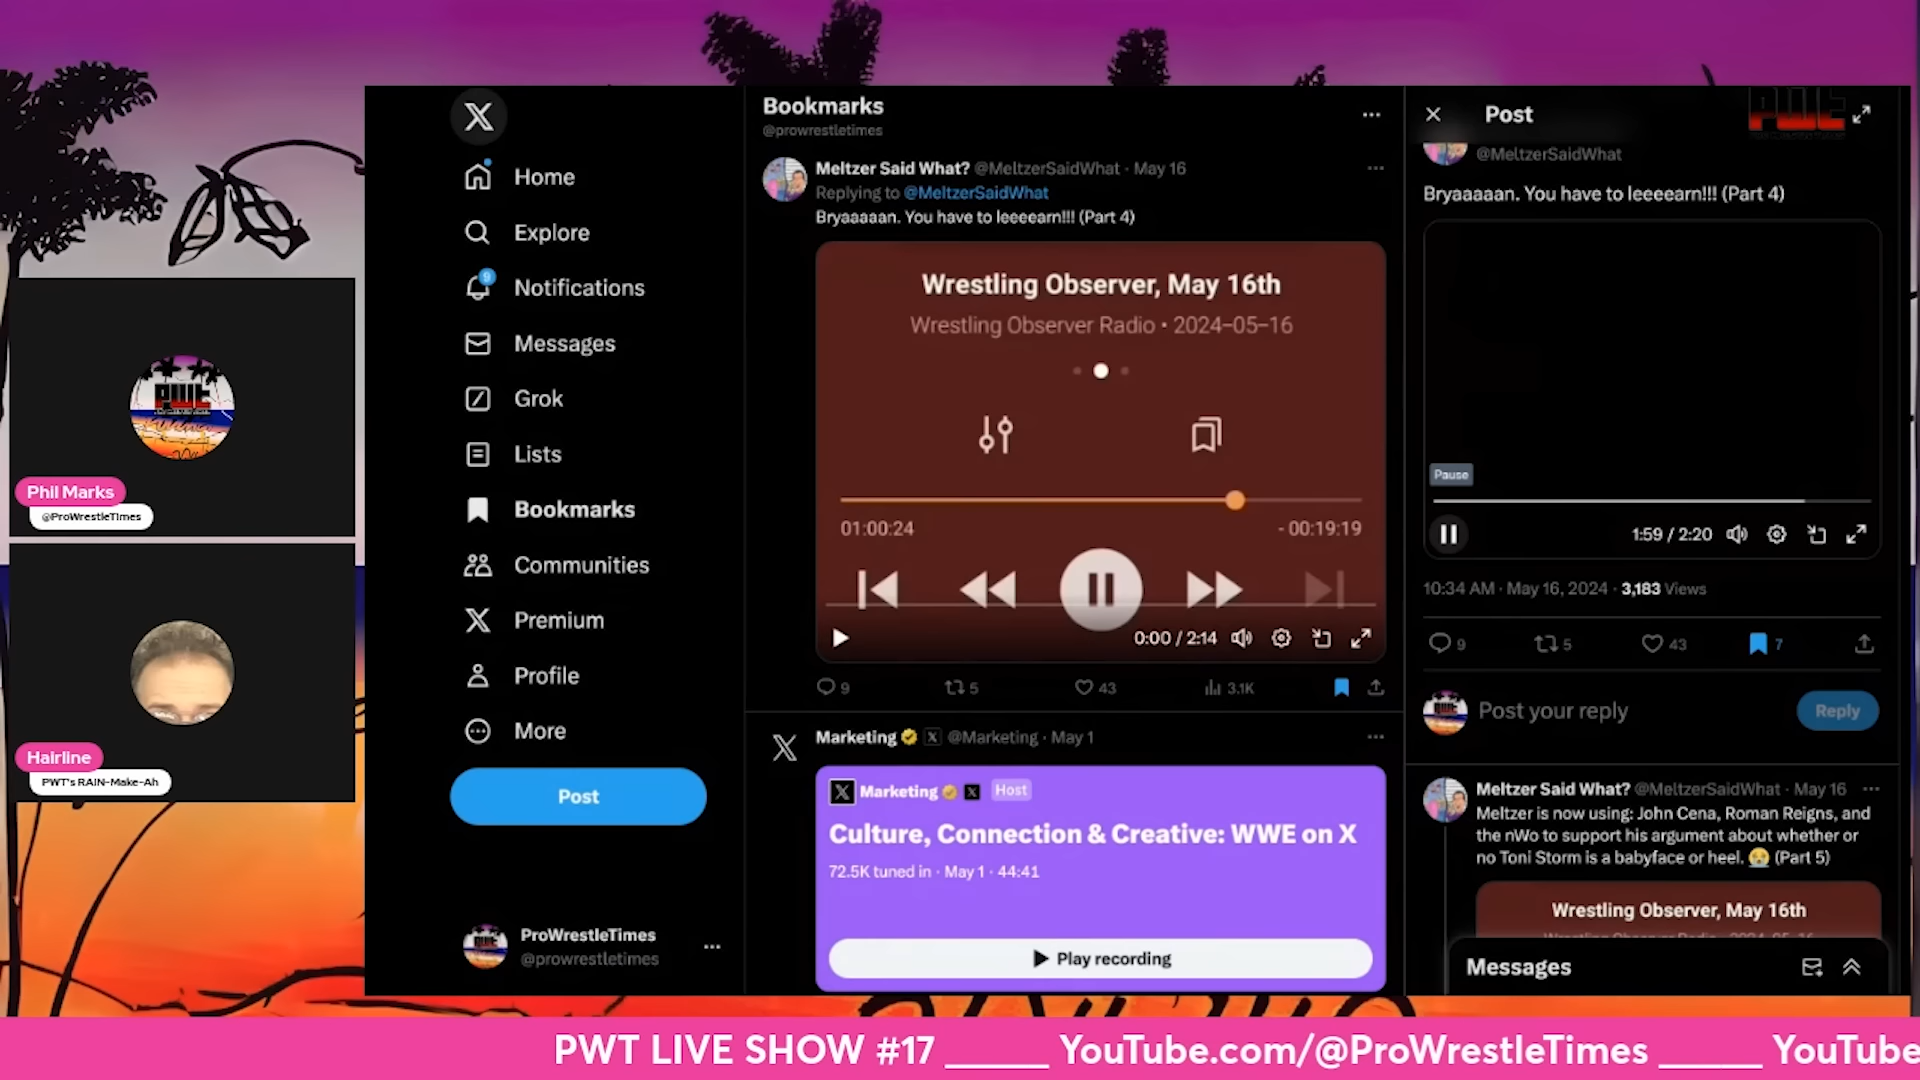 Phil Marks
@ProWrestleTimes
Hairline
PWT's RAIN-Make-Ah
Home
Explore
9
Notifications
Messages
Grok
Lists
Bookmarks
Communities
Premium
Profile
More
Post
ProWrestleTimes
@prowrestletimes
Bookmarks
@prowrestletimes
Meltzer Said What? @MeltzerSaidWhat · May 16
Replying to @MeltzerSaidWhat
Bryaaaaan. You have to leeeearn!!! (Part 4)
Wrestling Observer, May 16th
Wrestling Observer Radio • 2024-05-16
01:00:24
- 00:19:19
0:00 / 2:14
9 5 43 3.1K
Marketing @Marketing · May 1
Marketing Host
Culture, Connection & Creative: WWE on X
72.5K tuned in · May 1 · 44:41
Play recording
Post
PWT
@MeltzerSaidWhat
Bryaaaaan. You have to leeeearn!!! (Part 4)
Pause
1:59 / 2:20
10:34 AM · May 16, 2024 · 3,183 Views
9 5 43 7
Post your reply
Reply
Meltzer Said What? @MeltzerSaidWhat · May 16
Meltzer is now using: John Cena, Roman Reigns, and
the nWo to support his argument about whether or
no Toni Storm is a babyface or heel. 😭 (Part 5)
Wrestling Observer, May 16th
Messages
PWT LIVE SHOW #17 _____ YouTube.com/@ProWrestleTimes _____ YouTube